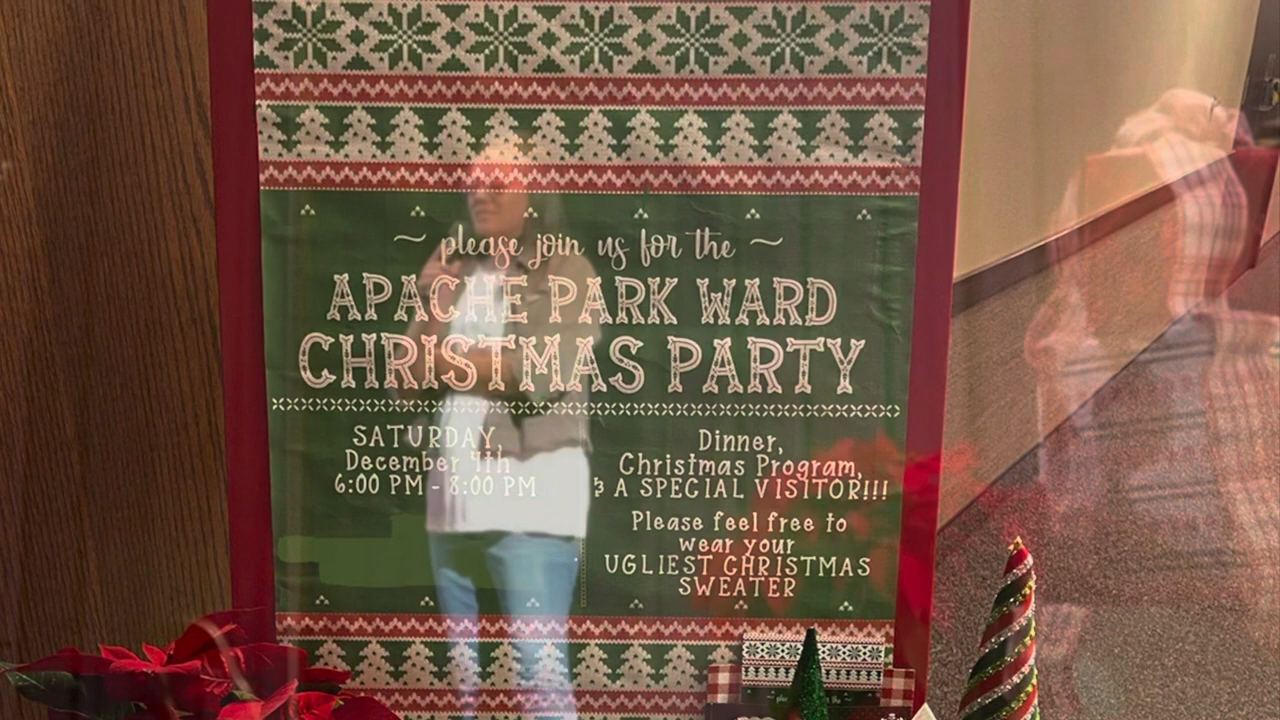 ~ please join us for the ~
APACHE PARK WARD
CHRISTMAS PARTY
SATURDAY,
December 4th
6:00 PM - 8:00 PM
Dinner,
Christmas Program,
& A SPECIAL VISITOR!!!
Please feel free to
wear your
UGLIEST CHRISTMAS
SWEATER